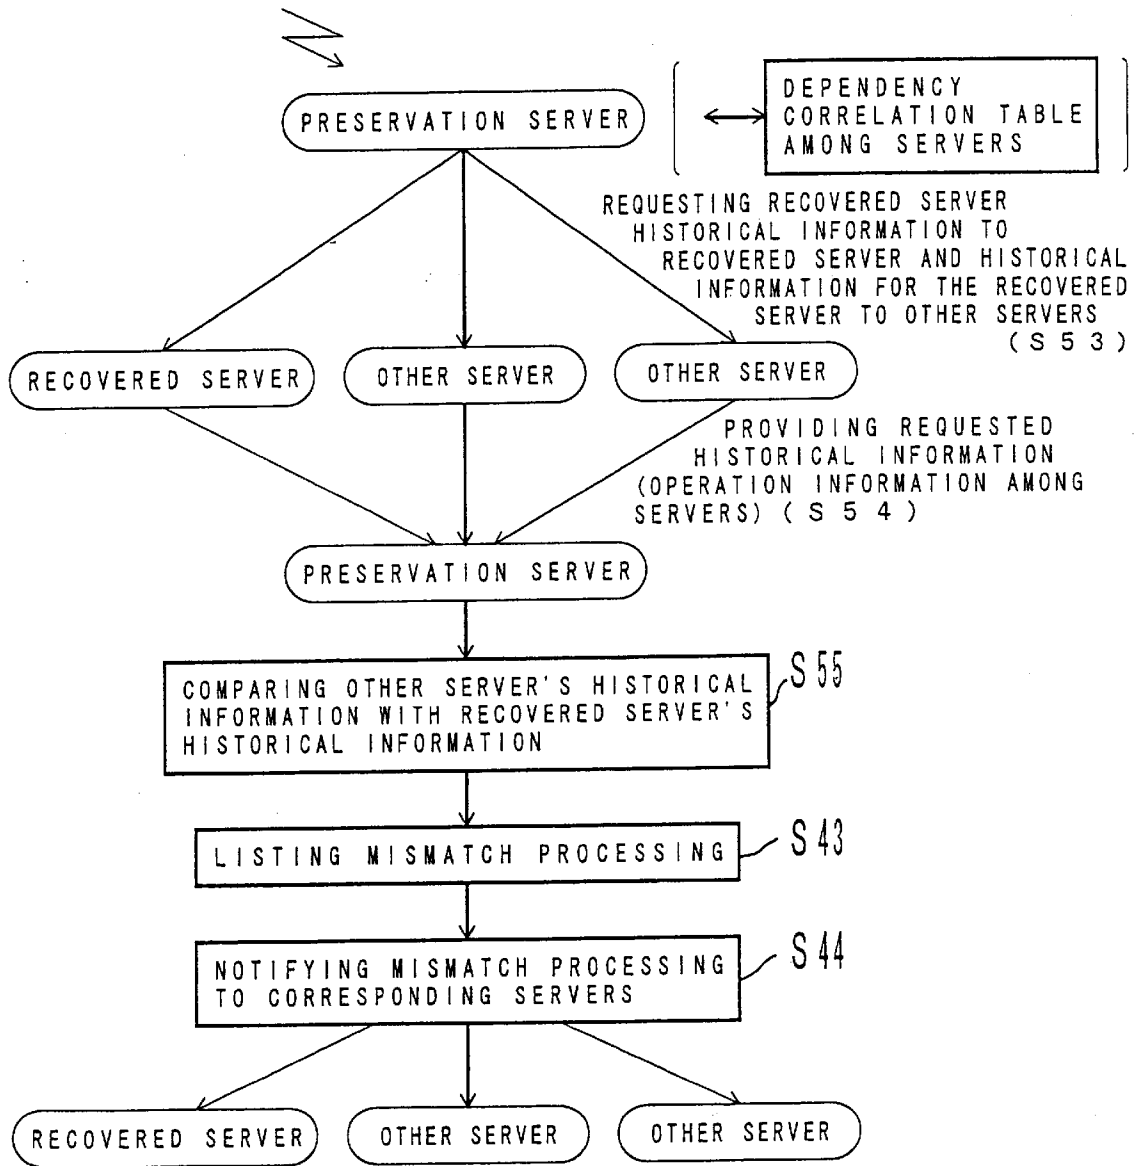 PRESERVATION SERVER
DEPENDENCY
CORRELATION TABLE
AMONG SERVERS
REQUESTING RECOVERED SERVER
HISTORICAL INFORMATION TO
RECOVERED SERVER AND HISTORICAL
INFORMATION FOR THE RECOVERED
SERVER TO OTHER SERVERS
(S53)
RECOVERED SERVER
OTHER SERVER
OTHER SERVER
PROVIDING REQUESTED
HISTORICAL INFORMATION
(OPERATION INFORMATION AMONG
SERVERS) (S54)
PRESERVATION SERVER
S55
COMPARING OTHER SERVER'S HISTORICAL
INFORMATION WITH RECOVERED SERVER'S
HISTORICAL INFORMATION
S43
LISTING MISMATCH PROCESSING
S44
NOTIFYING MISMATCH PROCESSING
TO CORRESPONDING SERVERS
RECOVERED SERVER
OTHER SERVER
OTHER SERVER